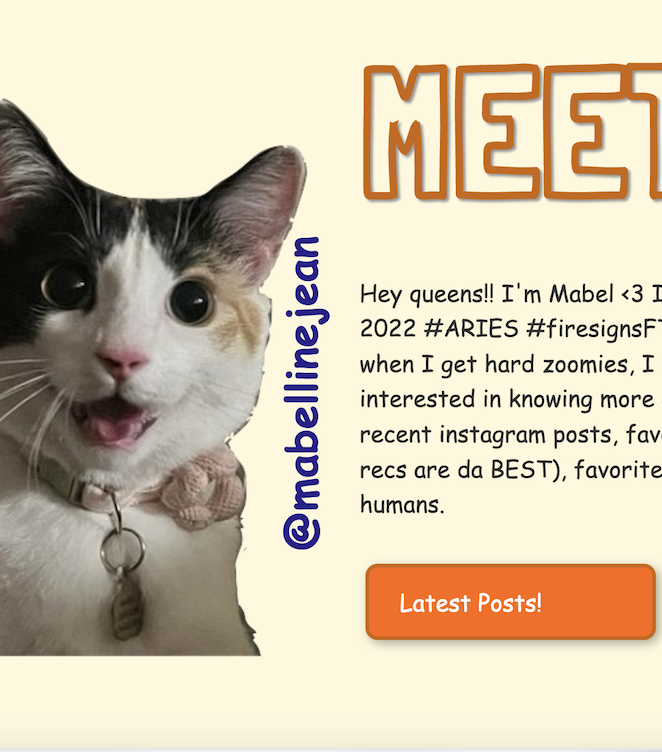 MEET
@mabellinejean
Hey queens!! I'm Mabel <3 I
2022 #ARIES #firesignsFT
when I get hard zoomies, I
interested in knowing more
recent instagram posts, fav
recs are da BEST), favorite
humans.
Latest Posts!